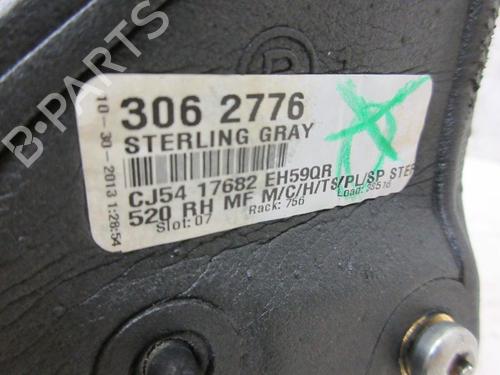 B-PARTS
306 2776
STERLING GRAY
CJ54 17682 EH59QR
520 RH MF M/C/H/TS/PL/SP STER
Slot: 07 Rack: 756 Load: 38516
10-30-2013 1:28:54